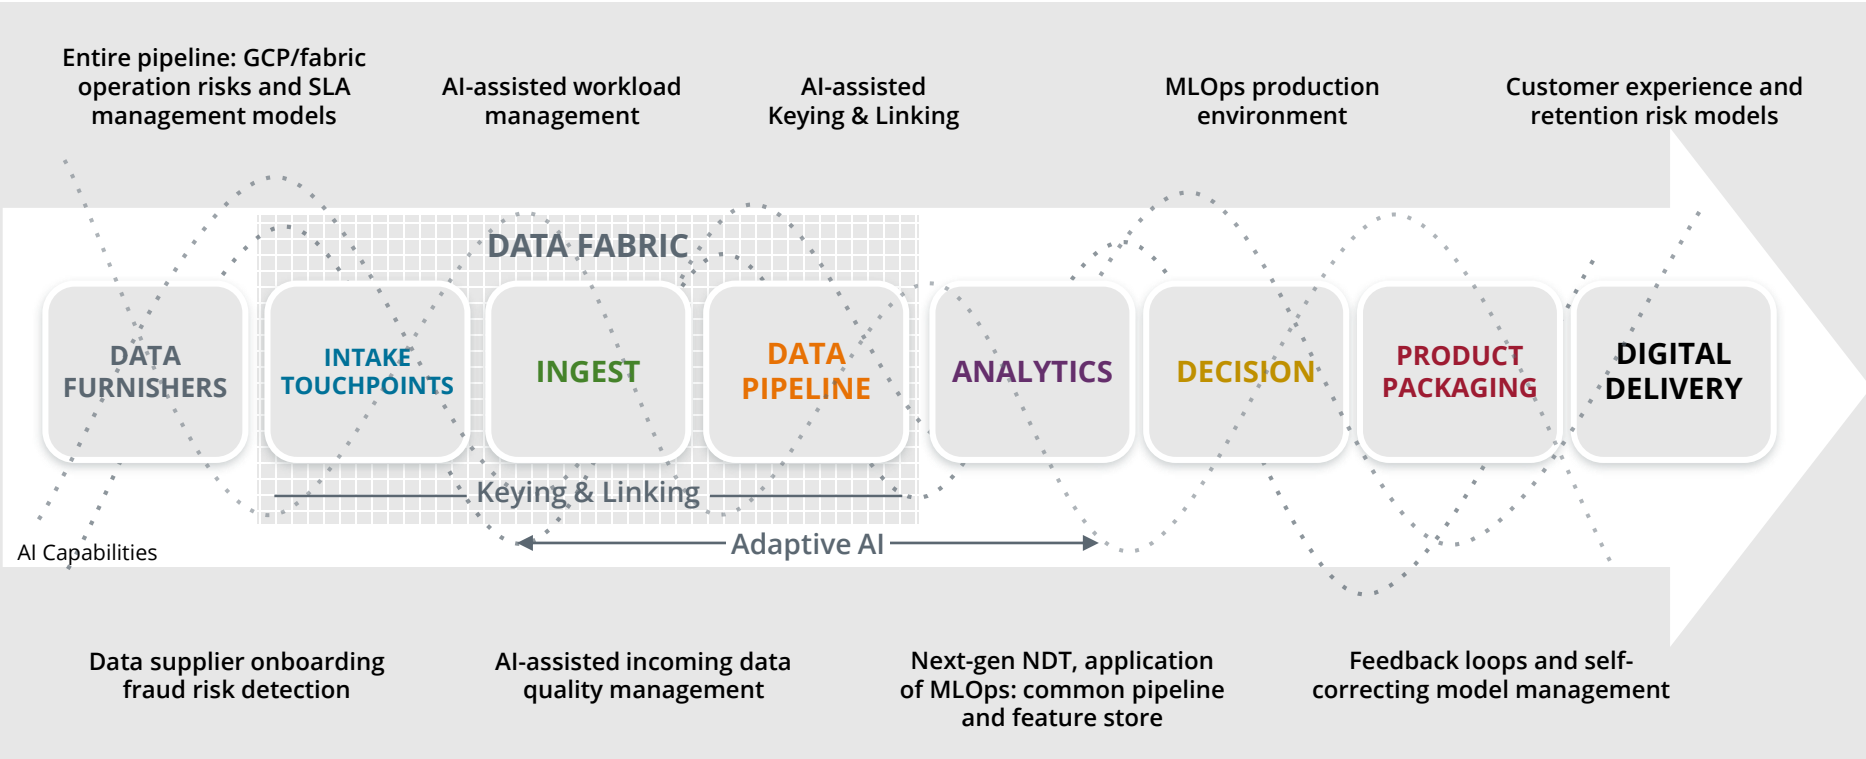 Entire pipeline: GCP/fabric
operation risks and SLA
management models
AI-assisted workload
management
AI-assisted
Keying & Linking
MLOps production
environment
Customer experience and
retention risk models
DATA FABRIC
DATA
FURNISHERS
INTAKE
TOUCHPOINTS
INGEST
DATA
PIPELINE
ANALYTICS
DECISION
PRODUCT
PACKAGING
DIGITAL
DELIVERY
Keying & Linking
Adaptive AI
AI Capabilities
Data supplier onboarding
fraud risk detection
AI-assisted incoming data
quality management
Next-gen NDT, application
of MLOps: common pipeline
and feature store
Feedback loops and self-
correcting model management